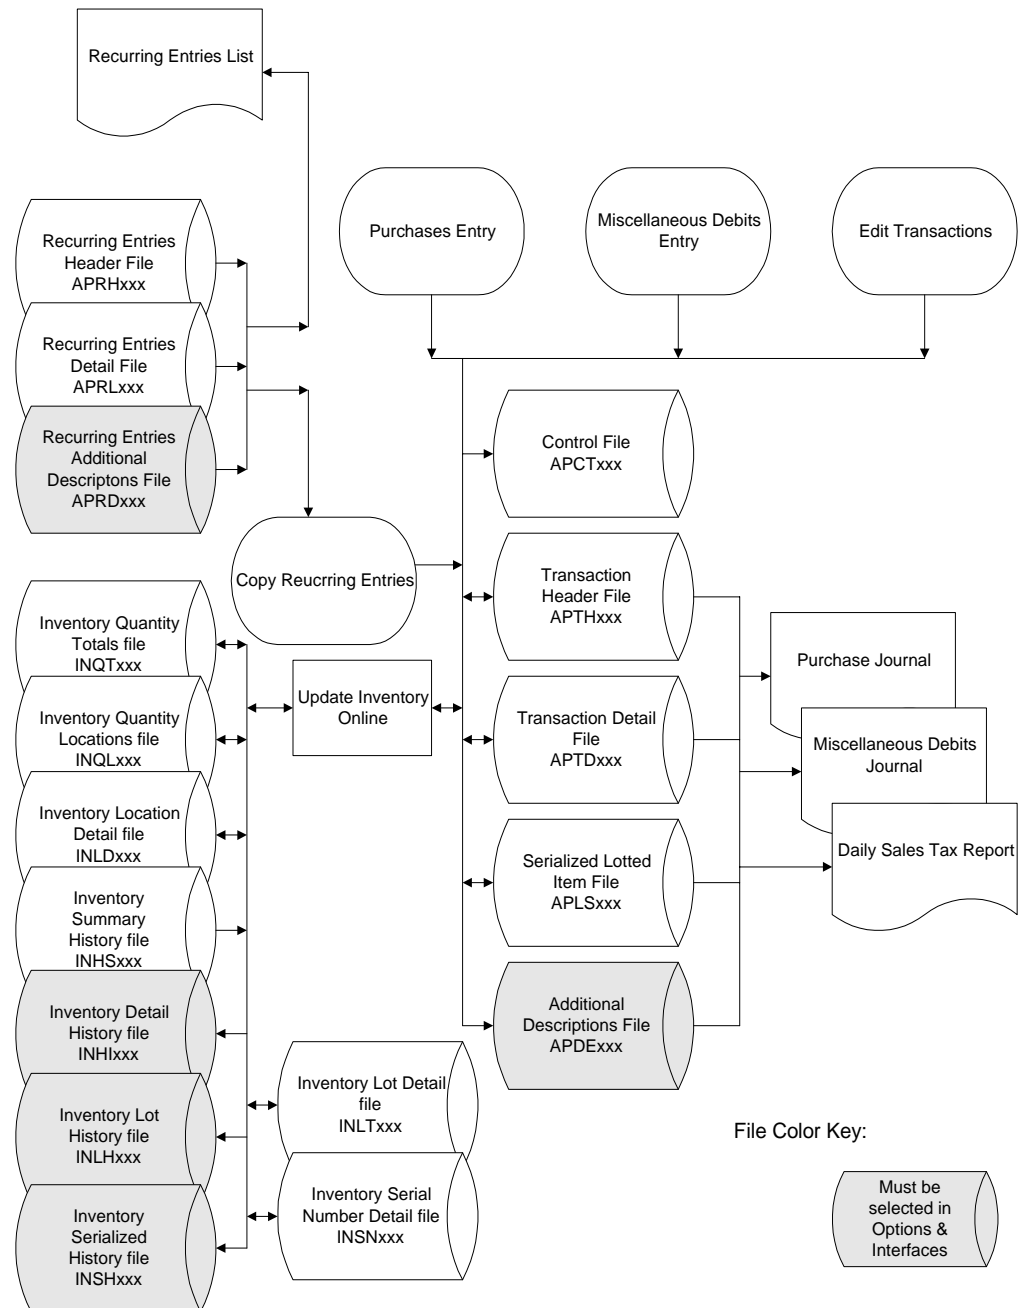 Recurring Entries List
Purchases Entry
Miscellaneous Debits
Entry
Edit Transactions
Recurring Entries
Header File
APRHxxx
Recurring Entries
Detail File
APRLxxx
Recurring Entries
Additional
Descriptons File
APRDxxx
Control File
APCTxxx
Copy Reucrring Entries
Transaction
Header File
APTHxxx
Inventory Quantity
Totals file
INQTxxx
Purchase Journal
Update Inventory
Online
Inventory Quantity
Locations file
INQLxxx
Transaction Detail
File
APTDxxx
Miscellaneous Debits
Journal
Inventory Location
Detail file
INLDxxx
Daily Sales Tax Report
Serialized Lotted
Item File
APLSxxx
Inventory
Summary
History file
INHSxxx
Additional
Descriptions File
APDExxx
Inventory Detail
History file
INHIxxx
Inventory Lot Detail
file
INLTxxx
Inventory Lot
History file
INLHxxx
File Color Key:
Inventory Serial
Number Detail file
INSNxxx
Must be
selected in
Options &
Interfaces
Inventory
Serialized
History file
INSHxxx